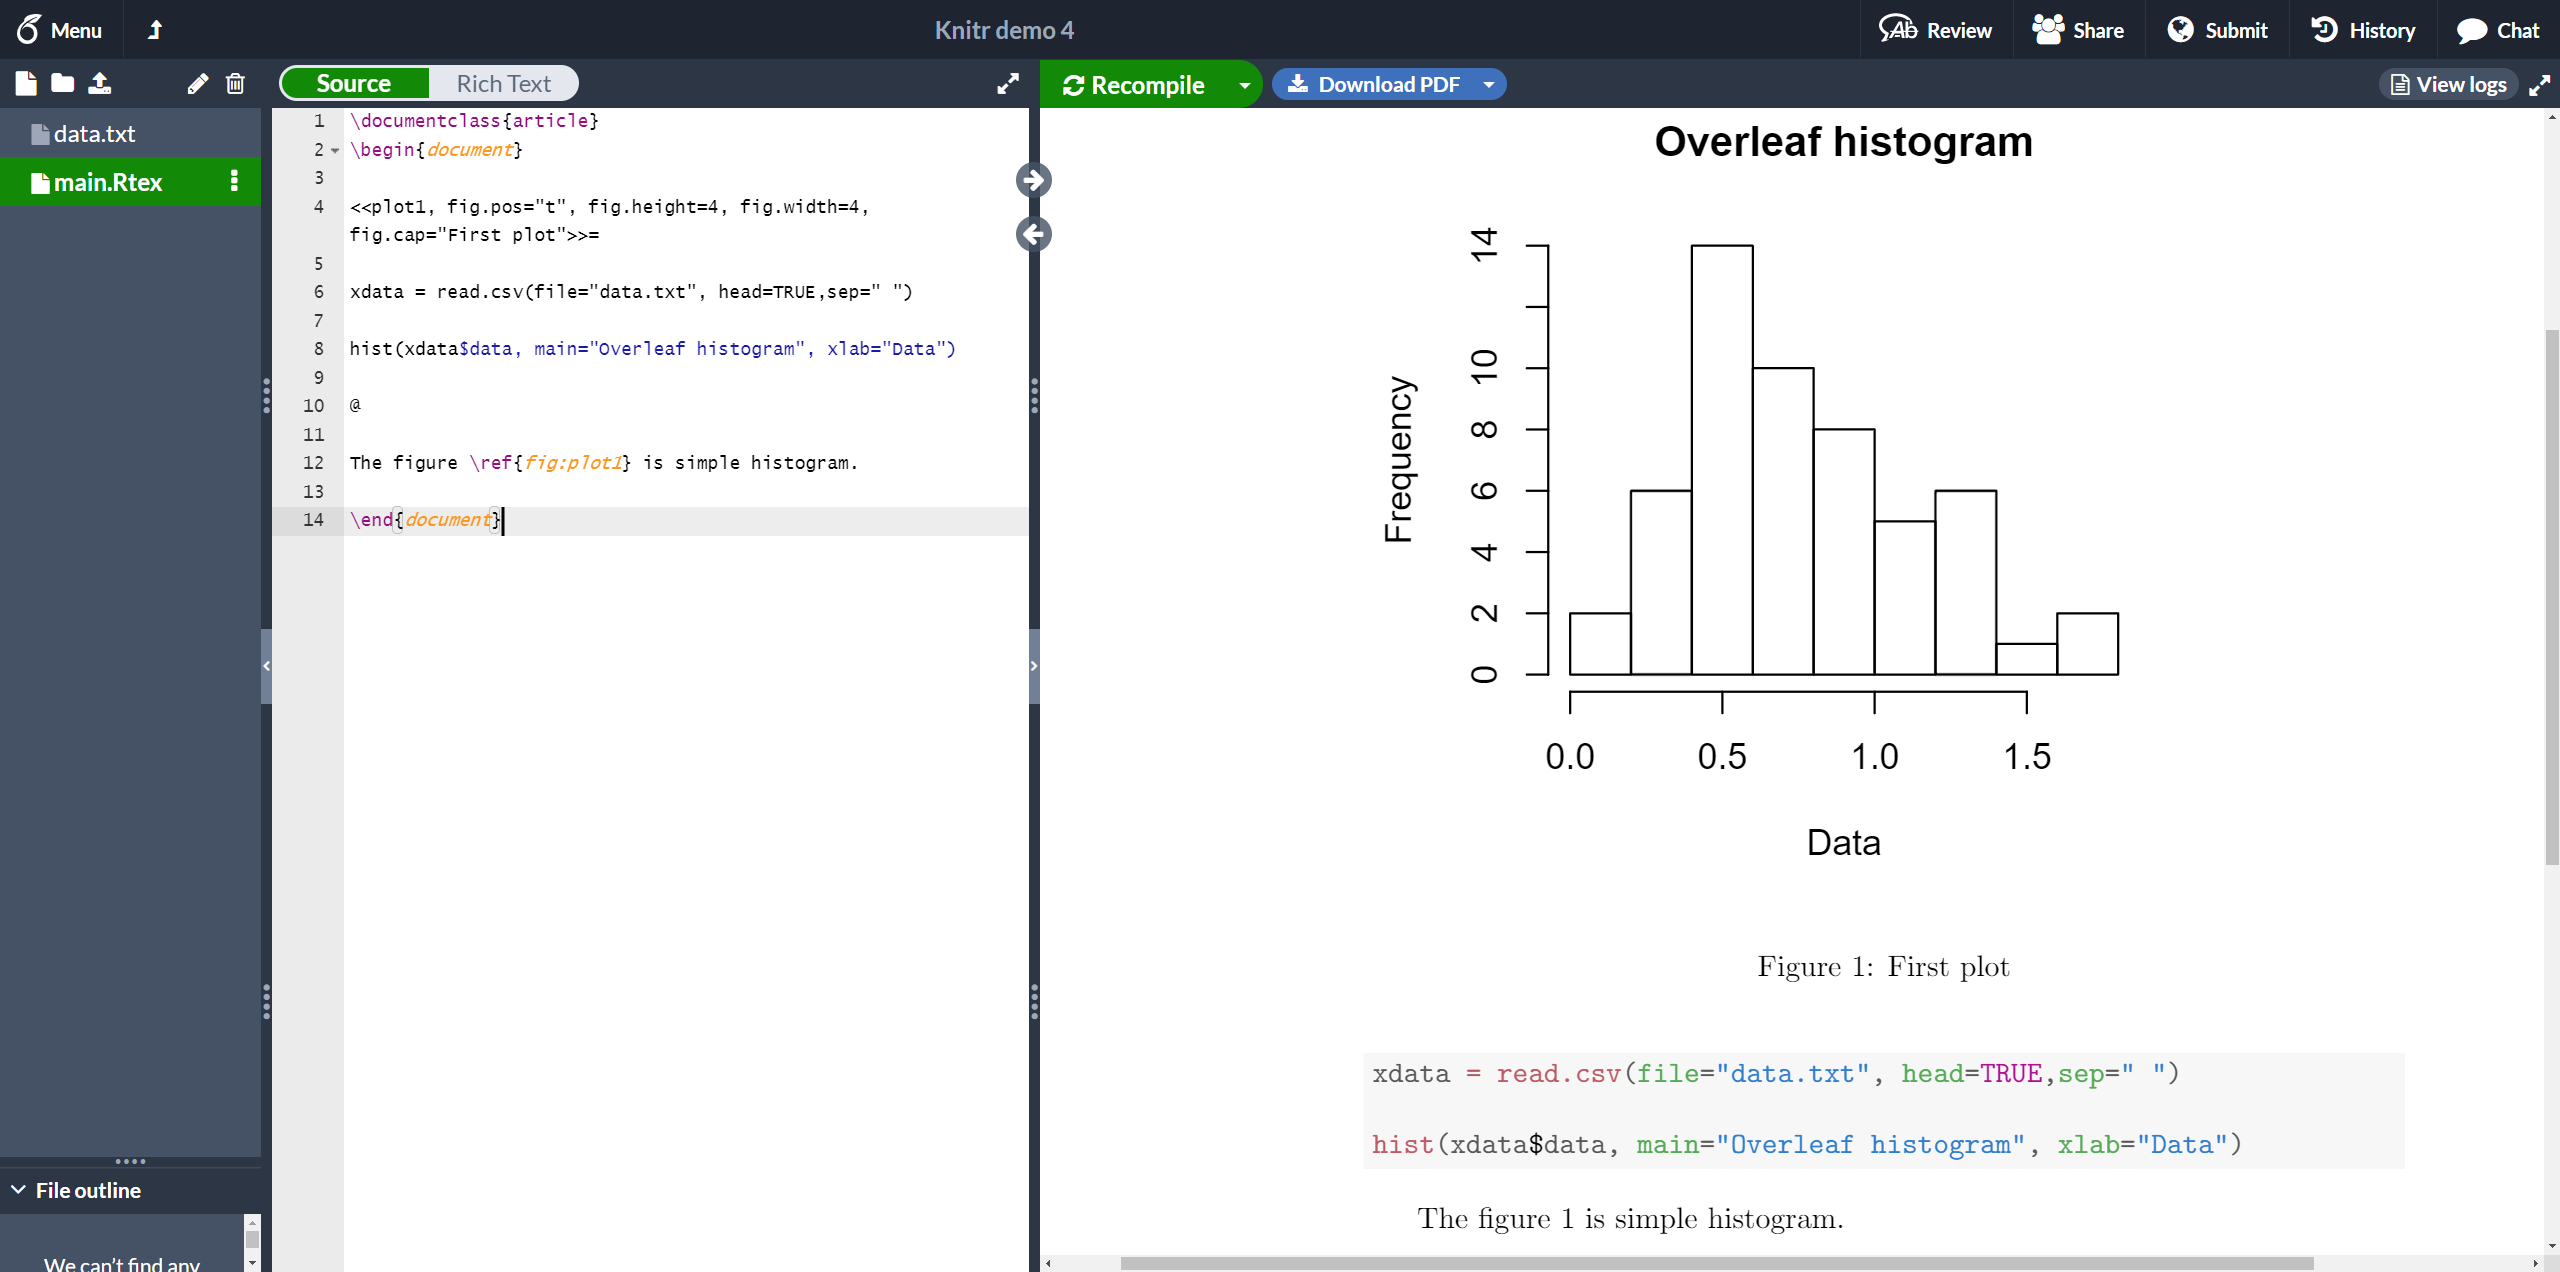 Menu
Knitr demo 4
Ab Review
Share
Submit
History
Chat
Source
Rich Text
Recompile
Download PDF
View logs
data.txt
main.Rtex
File outline
We can't find any
1 \documentclass{article}
2 \begin{document}
3
4 <<plot1, fig.pos="t", fig.height=4, fig.width=4,
fig.cap="First plot">>=
5
6 xdata = read.csv(file="data.txt", head=TRUE,sep=" ")
7
8 hist(xdata$data, main="Overleaf histogram", xlab="Data")
9
10 @
11
12 The figure \ref{fig:plot1} is simple histogram.
13
14 \end{document}
Overleaf histogram
Frequency
14
10
8
6
4
2
0
0.0 0.5 1.0 1.5
Data
Figure 1: First plot
xdata = read.csv(file="data.txt", head=TRUE,sep=" ")
hist(xdata$data, main="Overleaf histogram", xlab="Data")
The figure 1 is simple histogram.